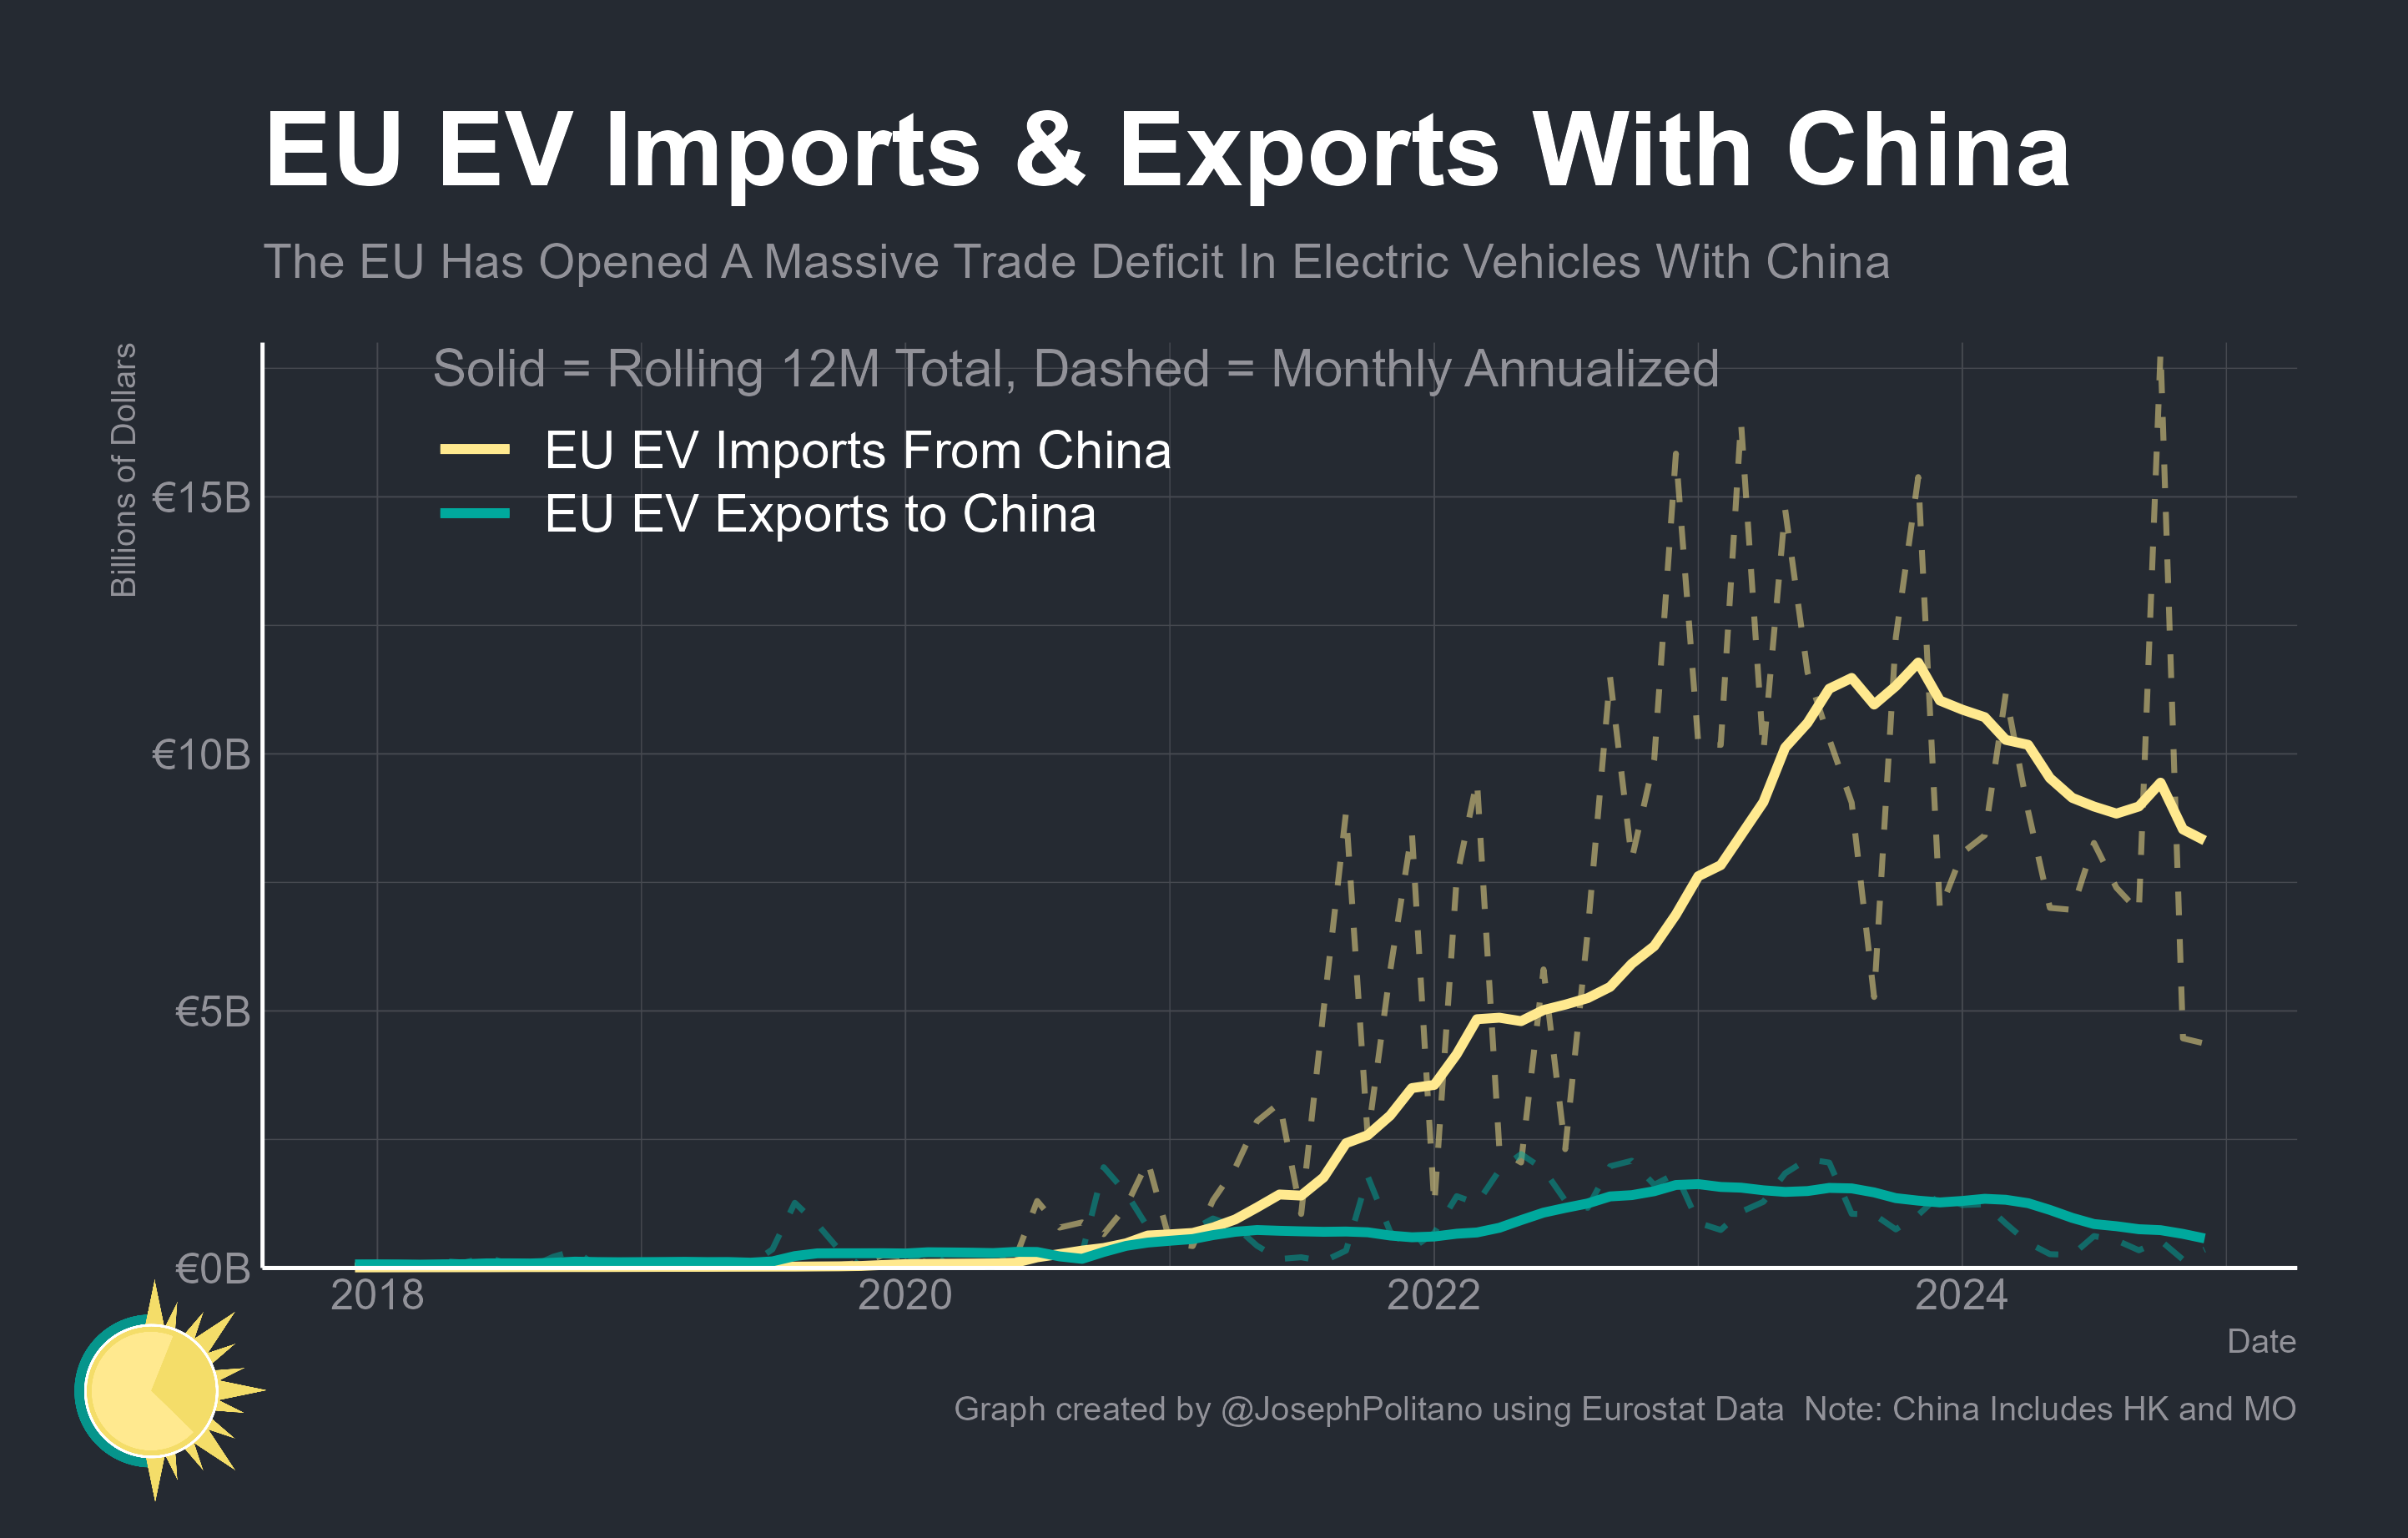 EU EV Imports & Exports With China
The EU Has Opened A Massive Trade Deficit In Electric Vehicles With China
Billions of Dollars
Solid = Rolling 12M Total, Dashed = Monthly Annualized
EU EV Imports From China
EU EV Exports to China
€15B
€10B
€5B
€0B
2018 2020 2022 2024
Date
Graph created by @JosephPolitano using Eurostat Data  Note: China Includes HK and MO